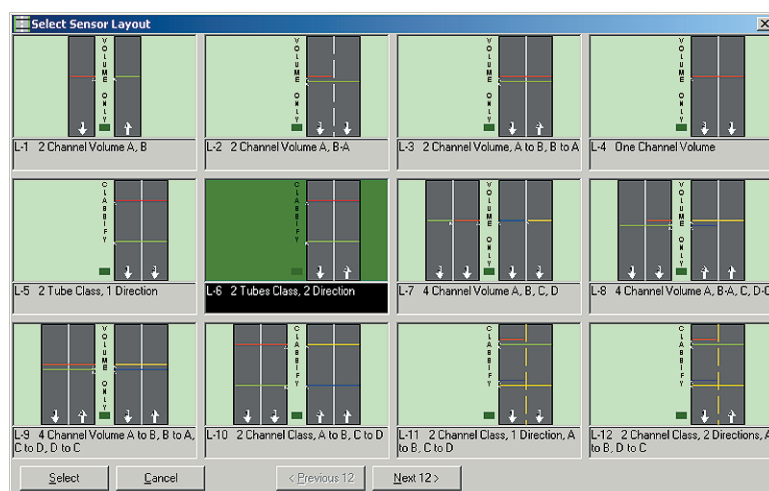 Select Sensor Layout
VOLUME ONLY
VOLUME ONLY
VOLUME ONLY
VOLUME ONLY
L-1 2 Channel Volume A, B
L-2 2 Channel Volume A, B-A
L-3 2 Channel Volume, A to B, B to A
L-4 One Channel Volume
CLASSIFY
CLASSIFY
VOLUME ONLY
VOLUME ONLY
L-5 2 Tube Class, 1 Direction
L-6 2 Tubes Class, 2 Direction
L-7 4 Channel Volume A, B, C, D
L-8 4 Channel Volume A, B-A, C, D-C
VOLUME ONLY
CLASSIFY
CLASSIFY
CLASSIFY
L-9 4 Channel Volume A to B, B to A,
C to D, D to C
L-10 2 Channel Class, A to B, C to D
L-11 2 Channel Class, 1 Direction, A
to B, C to D
L-12 2 Channel Class, 2 Directions, A
to B, D to C
Select
Cancel
< Previous 12
Next 12 >